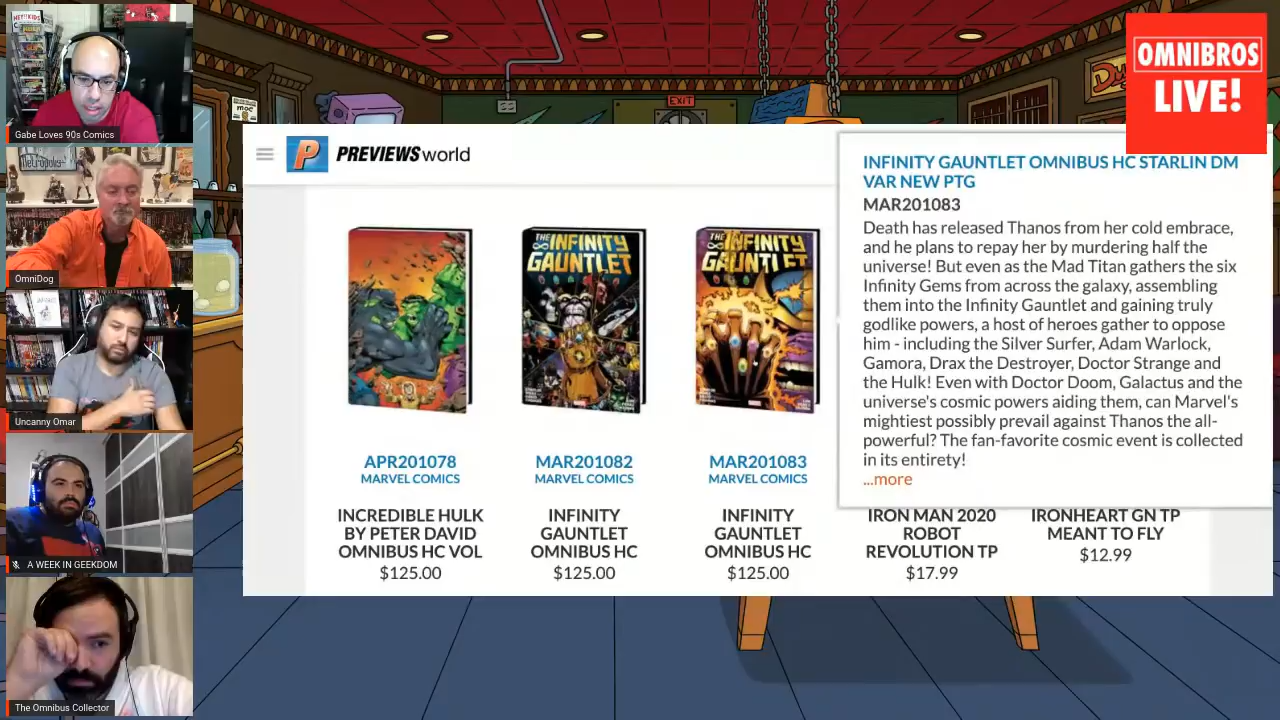 Gabe Loves 90s Comics
OmniDog
Uncanny Omar
A WEEK IN GEEKDOM
The Omnibus Collector
EXIT
OMNIBROS
LIVE!
P PREVIEWSworld
THE INFINITY
GAUNTLET
THE INFINITY
GAUNTLET
APR201078
MARVEL COMICS
INCREDIBLE HULK
BY PETER DAVID
OMNIBUS HC VOL
$125.00
MAR201082
MARVEL COMICS
INFINITY
GAUNTLET
OMNIBUS HC
$125.00
MAR201083
MARVEL COMICS
INFINITY
GAUNTLET
OMNIBUS HC
$125.00
INFINITY GAUNTLET OMNIBUS HC STARLIN DM
VAR NEW PTG
MAR201083
Death has released Thanos from her cold embrace,
and he plans to repay her by murdering half the
universe! But even as the Mad Titan gathers the six
Infinity Gems from across the galaxy, assembling
them into the Infinity Gauntlet and gaining truly
godlike powers, a host of heroes gather to oppose
him - including the Silver Surfer, Adam Warlock,
Gamora, Drax the Destroyer, Doctor Strange and
the Hulk! Even with Doctor Doom, Galactus and the
universe's cosmic powers aiding them, can Marvel's
mightiest possibly prevail against Thanos the all-
powerful? The fan-favorite cosmic event is collected
in its entirety!
...more
IRON MAN 2020
ROBOT
REVOLUTION TP
$17.99
IRONHEART GN TP
MEANT TO FLY
$12.99